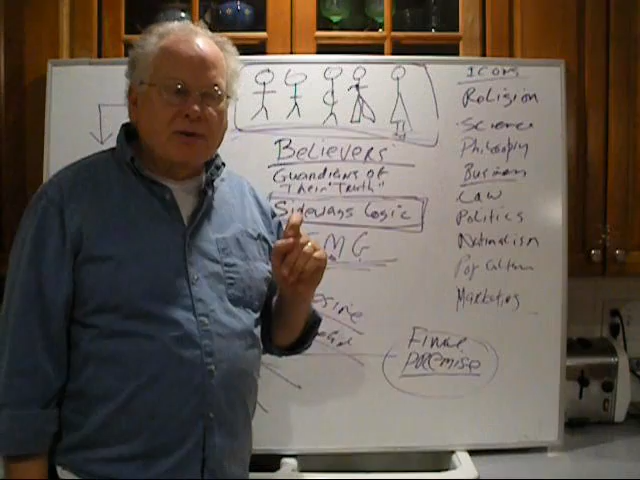 Believers
Guardians of
"Their "Truth"
Sideways Logic
MG
Final
Premise
Icons
Religion
Science
Philosophy
Business
Law
Politics
Nationalism
Pop Culture
Marketing